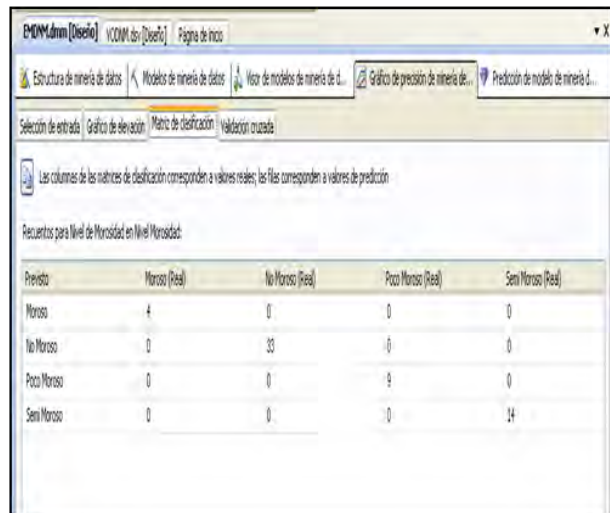 EMDNM.dmm [Diseño] VCDNM.dsv [Diseño] Página de inicio
Estructura de minería de datos Modelos de minería de datos Visor de modelos de minería de d... Gráfico de precisión de minería de... Predicción de modelo de minería d...
Selección de entrada Gráfico de elevación Matriz de clasificación Validación cruzada
Las columnas de las matrices de clasificación corresponden a valores reales; las filas corresponden a valores de predicción
Recuentos para Nivel de Morosidad en Nivel Morosidad:
Previsto Moroso (Real) No Moroso (Real) Poco Moroso (Real) Semi Moroso (Real)
Moroso 4 0 0 0
No Moroso 0 33 0 0
Poco Moroso 0 0 9 0
Semi Moroso 0 0 0 14